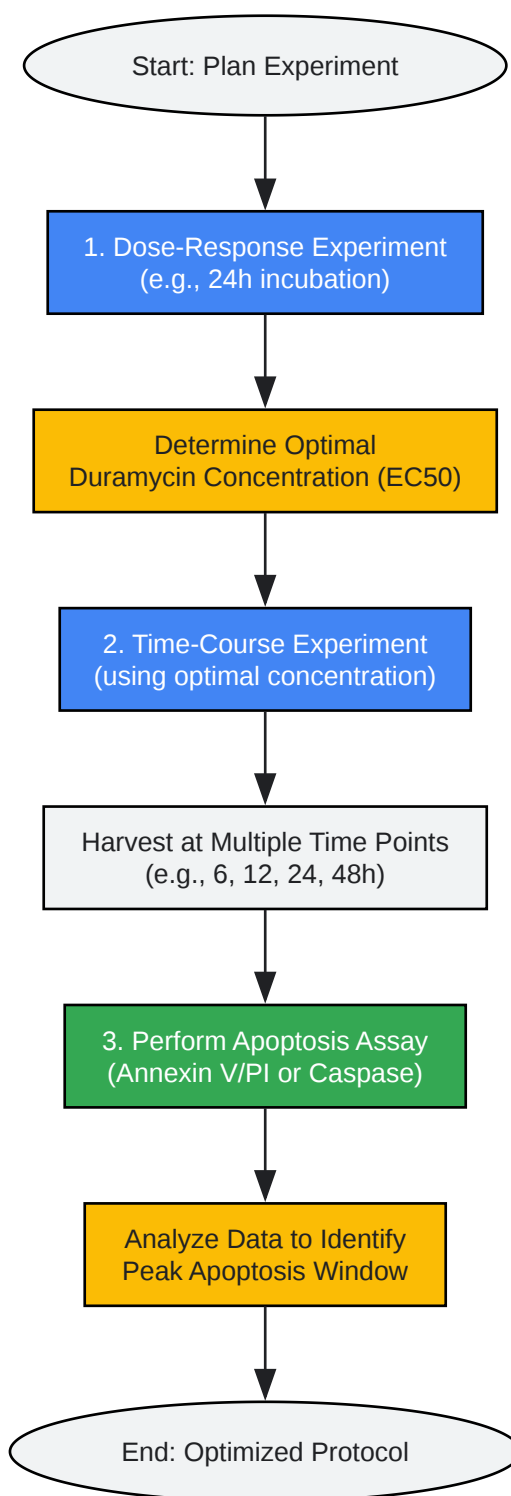 Start: Plan Experiment
1. Dose-Response Experiment
(e.g., 24h incubation)
Determine Optimal
Duramycin Concentration (EC50)
2. Time-Course Experiment
(using optimal concentration)
Harvest at Multiple Time Points
(e.g., 6, 12, 24, 48h)
3. Perform Apoptosis Assay
(Annexin V/PI or Caspase)
Analyze Data to Identify
Peak Apoptosis Window
End: Optimized Protocol